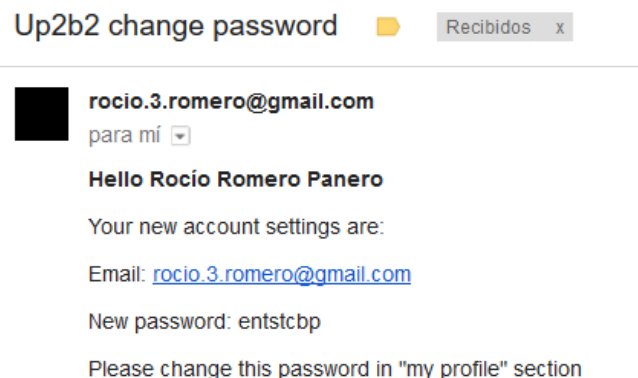 Up2b2 change password Recibidos x
rocio.3.romero@gmail.com
para mí
Hello Rocío Romero Panero
Your new account settings are:
Email: rocio.3.romero@gmail.com
New password: entstcbp
Please change this password in "my profile" section